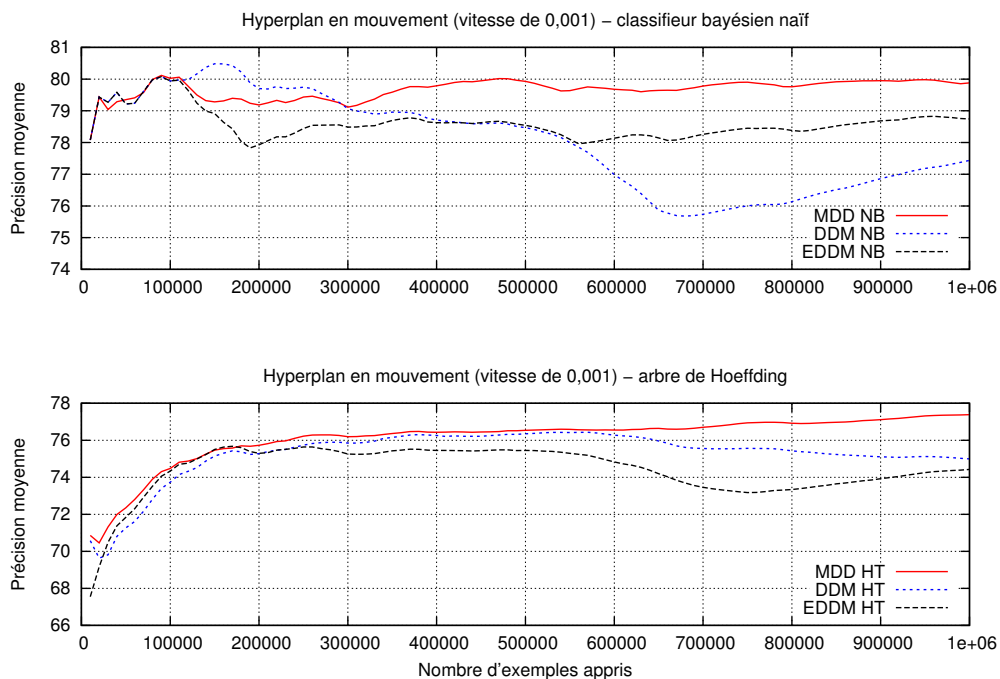 Hyperplan en mouvement (vitesse de 0,001) − classifieur bayésien naïf
Précision moyenne
81
80
79
78
77
76
75
74
MDD NB
DDM NB
EDDM NB
0 100000 200000 300000 400000 500000 600000 700000 800000 900000 1e+06
Hyperplan en mouvement (vitesse de 0,001) − arbre de Hoeffding
Précision moyenne
78
76
74
72
70
68
66
MDD HT
DDM HT
EDDM HT
0 100000 200000 300000 400000 500000 600000 700000 800000 900000 1e+06
Nombre d'exemples appris